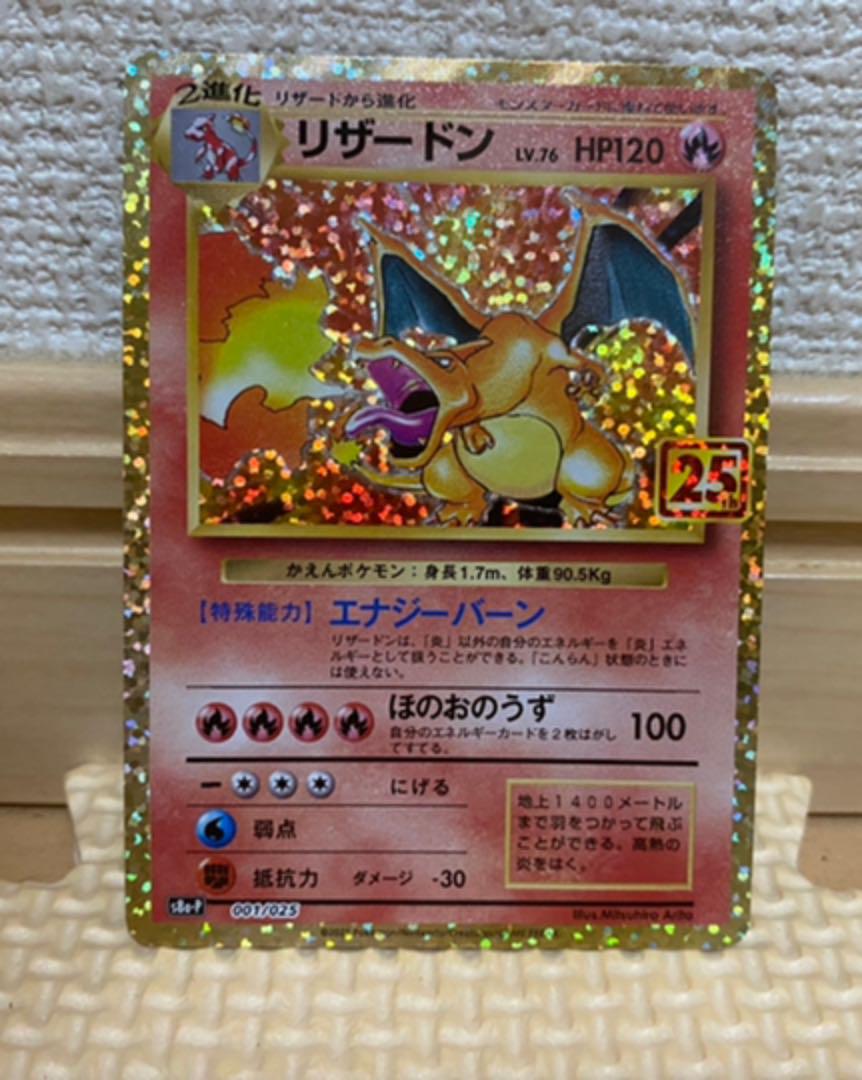 2進化 リザードから進化 モンスターカードに重ねて使います
リザードン LV.76 HP120
25
かえんポケモン：身長1.7m、体重90.5Kg
【特殊能力】エナジーバーン
リザードンは、「炎」以外の自分のエネルギーを「炎」エネ
ルギーとして扱うことができる。「こんらん」状態のときに
は使えない。
ほのおのうず 100
自分のエネルギーカードを2枚はがし
てすてる。
にげる
弱点
抵抗力 ダメージ -30
地上1400メートル
まで羽をつかって飛ぶ
ことができる。高熱の
炎をはく。
s8a-P 001/025 Illus.Mitsuhiro Arita